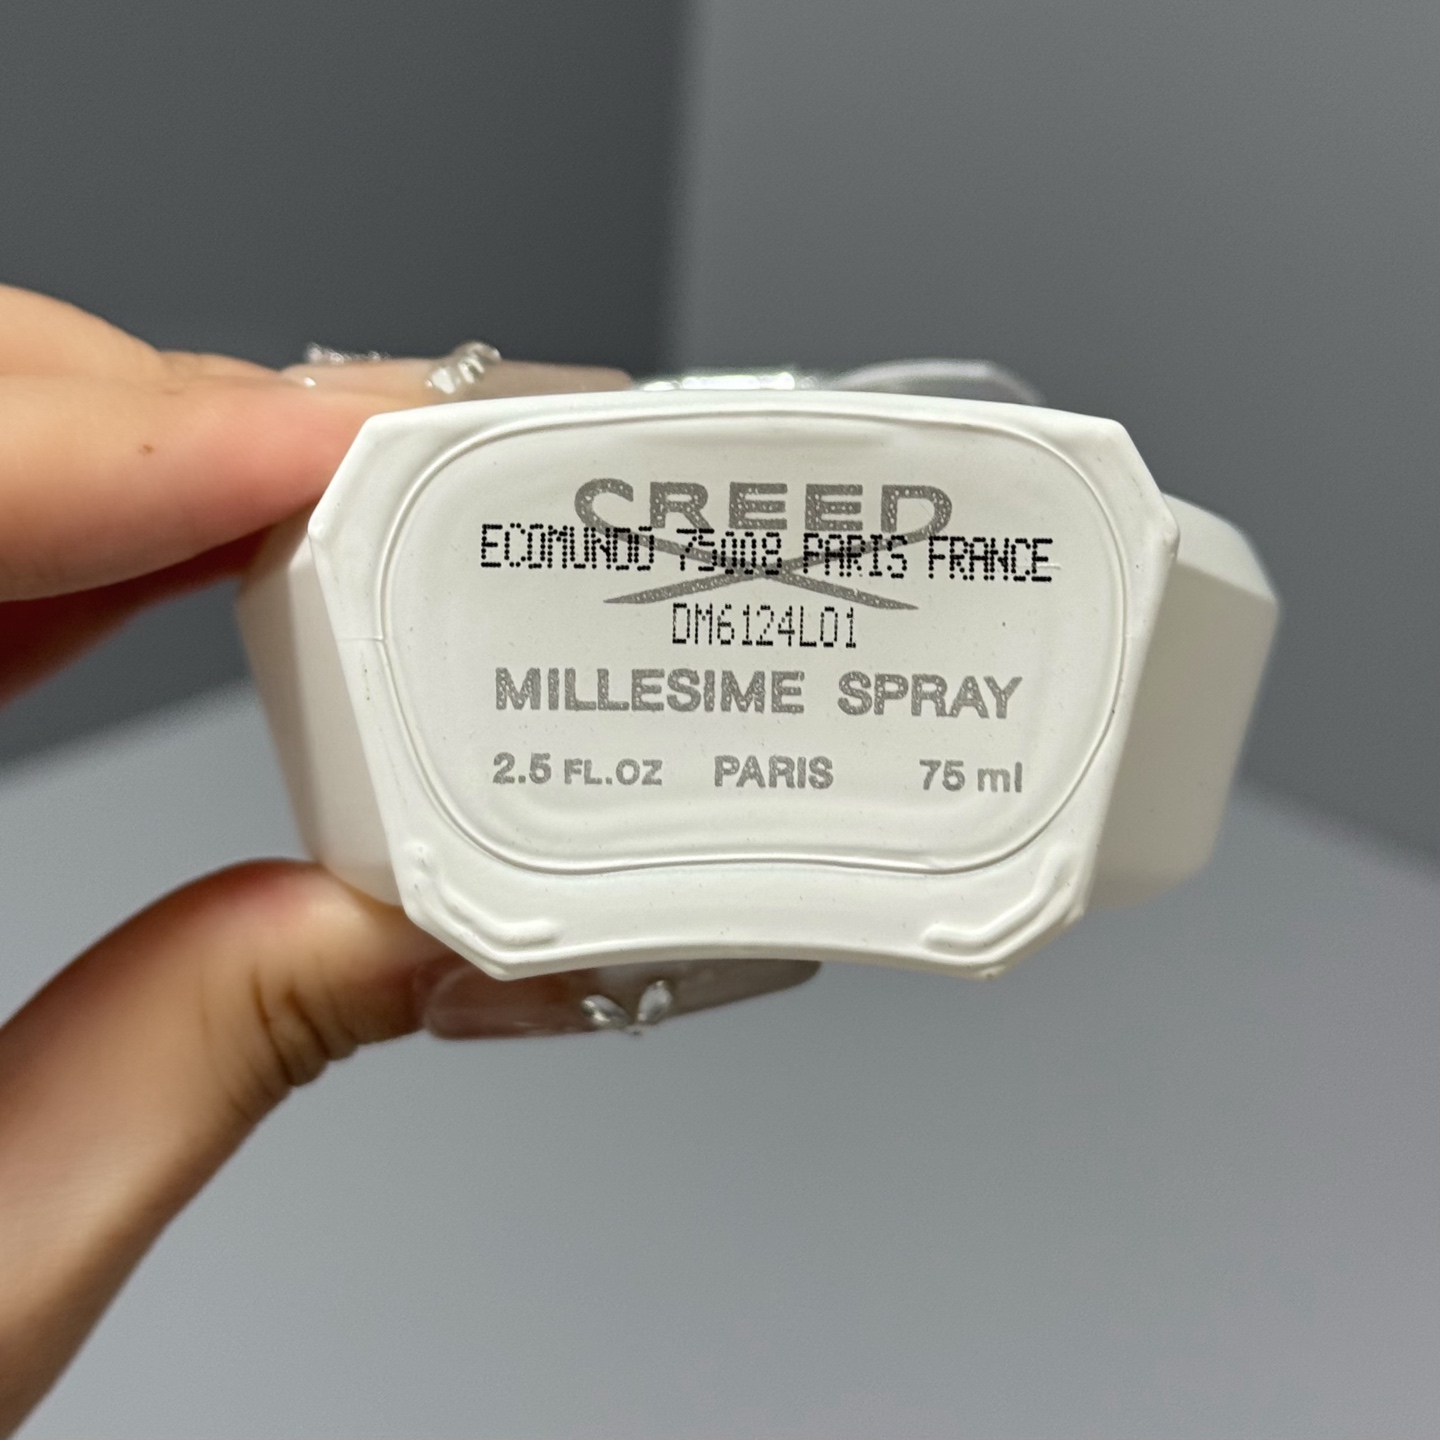 CREED
ECOMUNDO 75008 PARIS FRANCE
DM6124L01
MILLESIME SPRAY
2.5 FL.OZ PARIS 75 ml